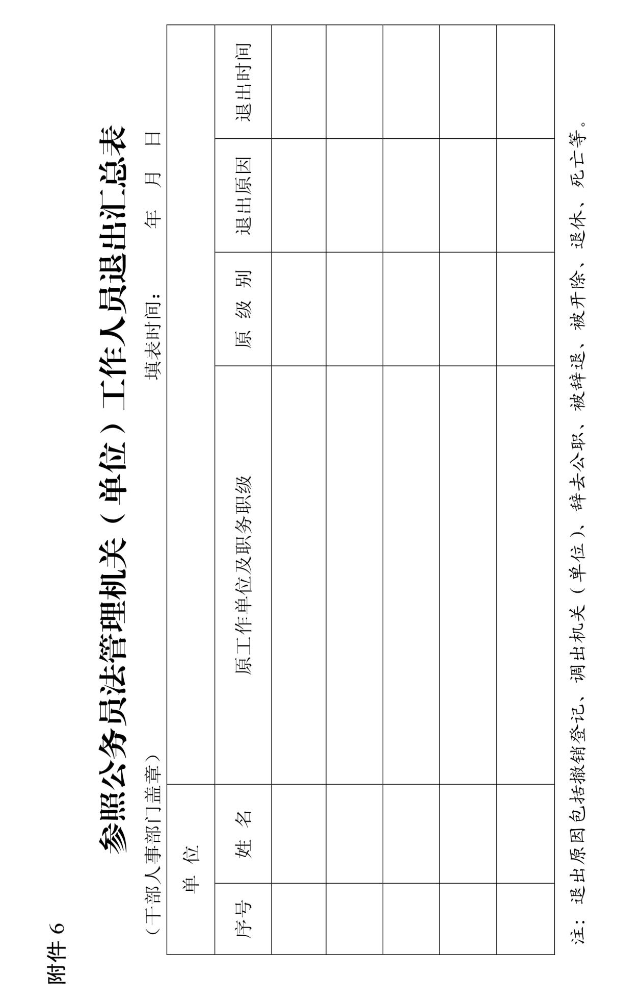 附件 6
参照公务员法管理机关（单位）工作人员退出汇总表
（干部人事部门盖章） 填表时间： 年 月 日
单 位
序号 姓 名 原工作单位及职务职级 原 级 别 退出原因 退出时间
注：退出原因包括撤销登记、调出机关（单位）、辞去公职、被辞退、被开除、退休、死亡等。